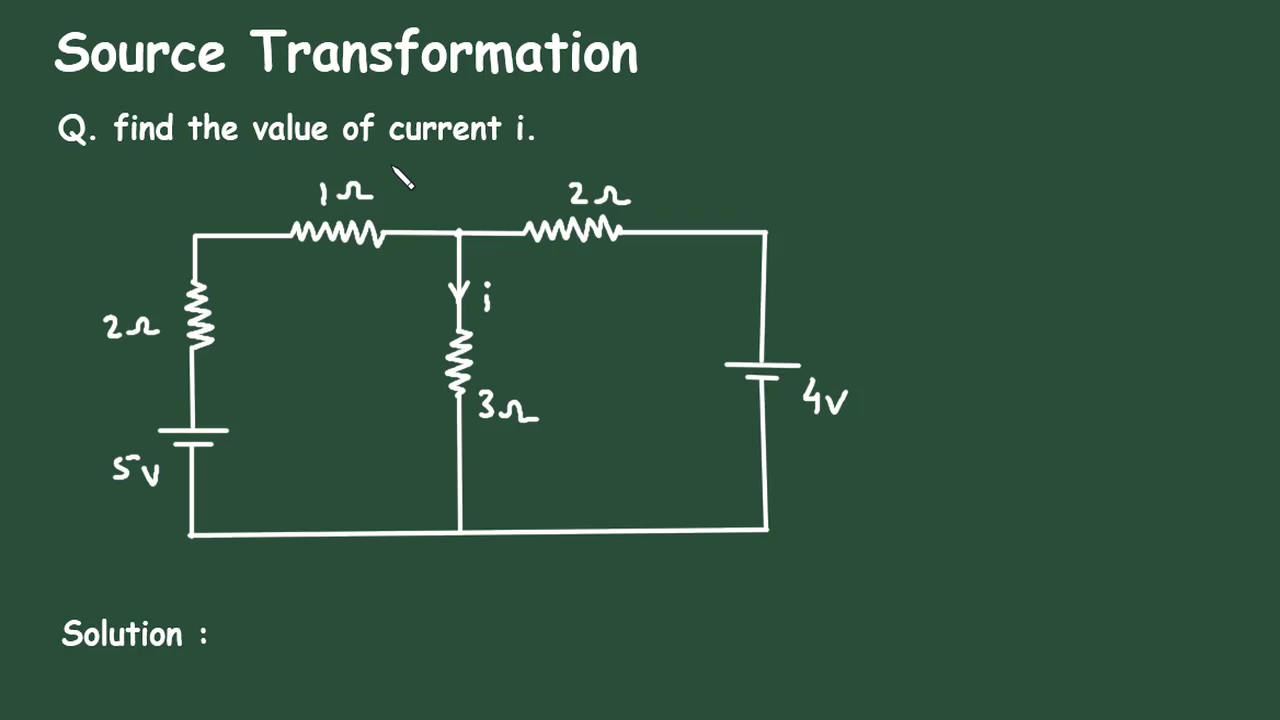 Source Transformation
Q. find the value of current i.
1Ω
2Ω
i
2Ω
3Ω
4v
5v
Solution :